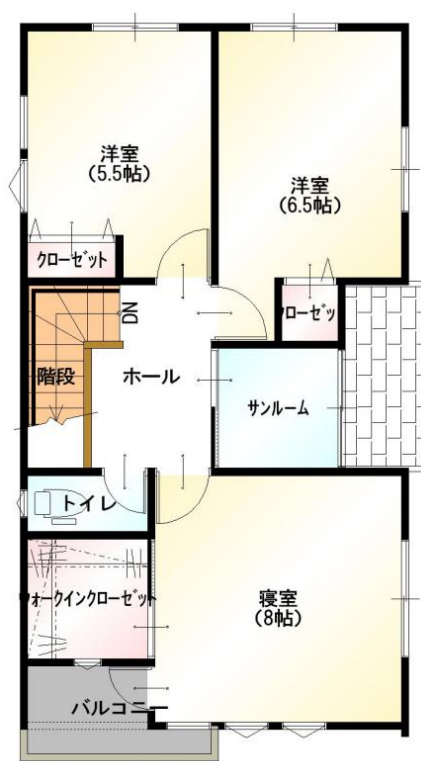 洋室
(5.5帖)
洋室
(6.5帖)
クローゼット
ローゼッ
DN
階段
ホール
サンルーム
トイレ
ウォークインクローゼット
寝室
(8帖)
バルコニー